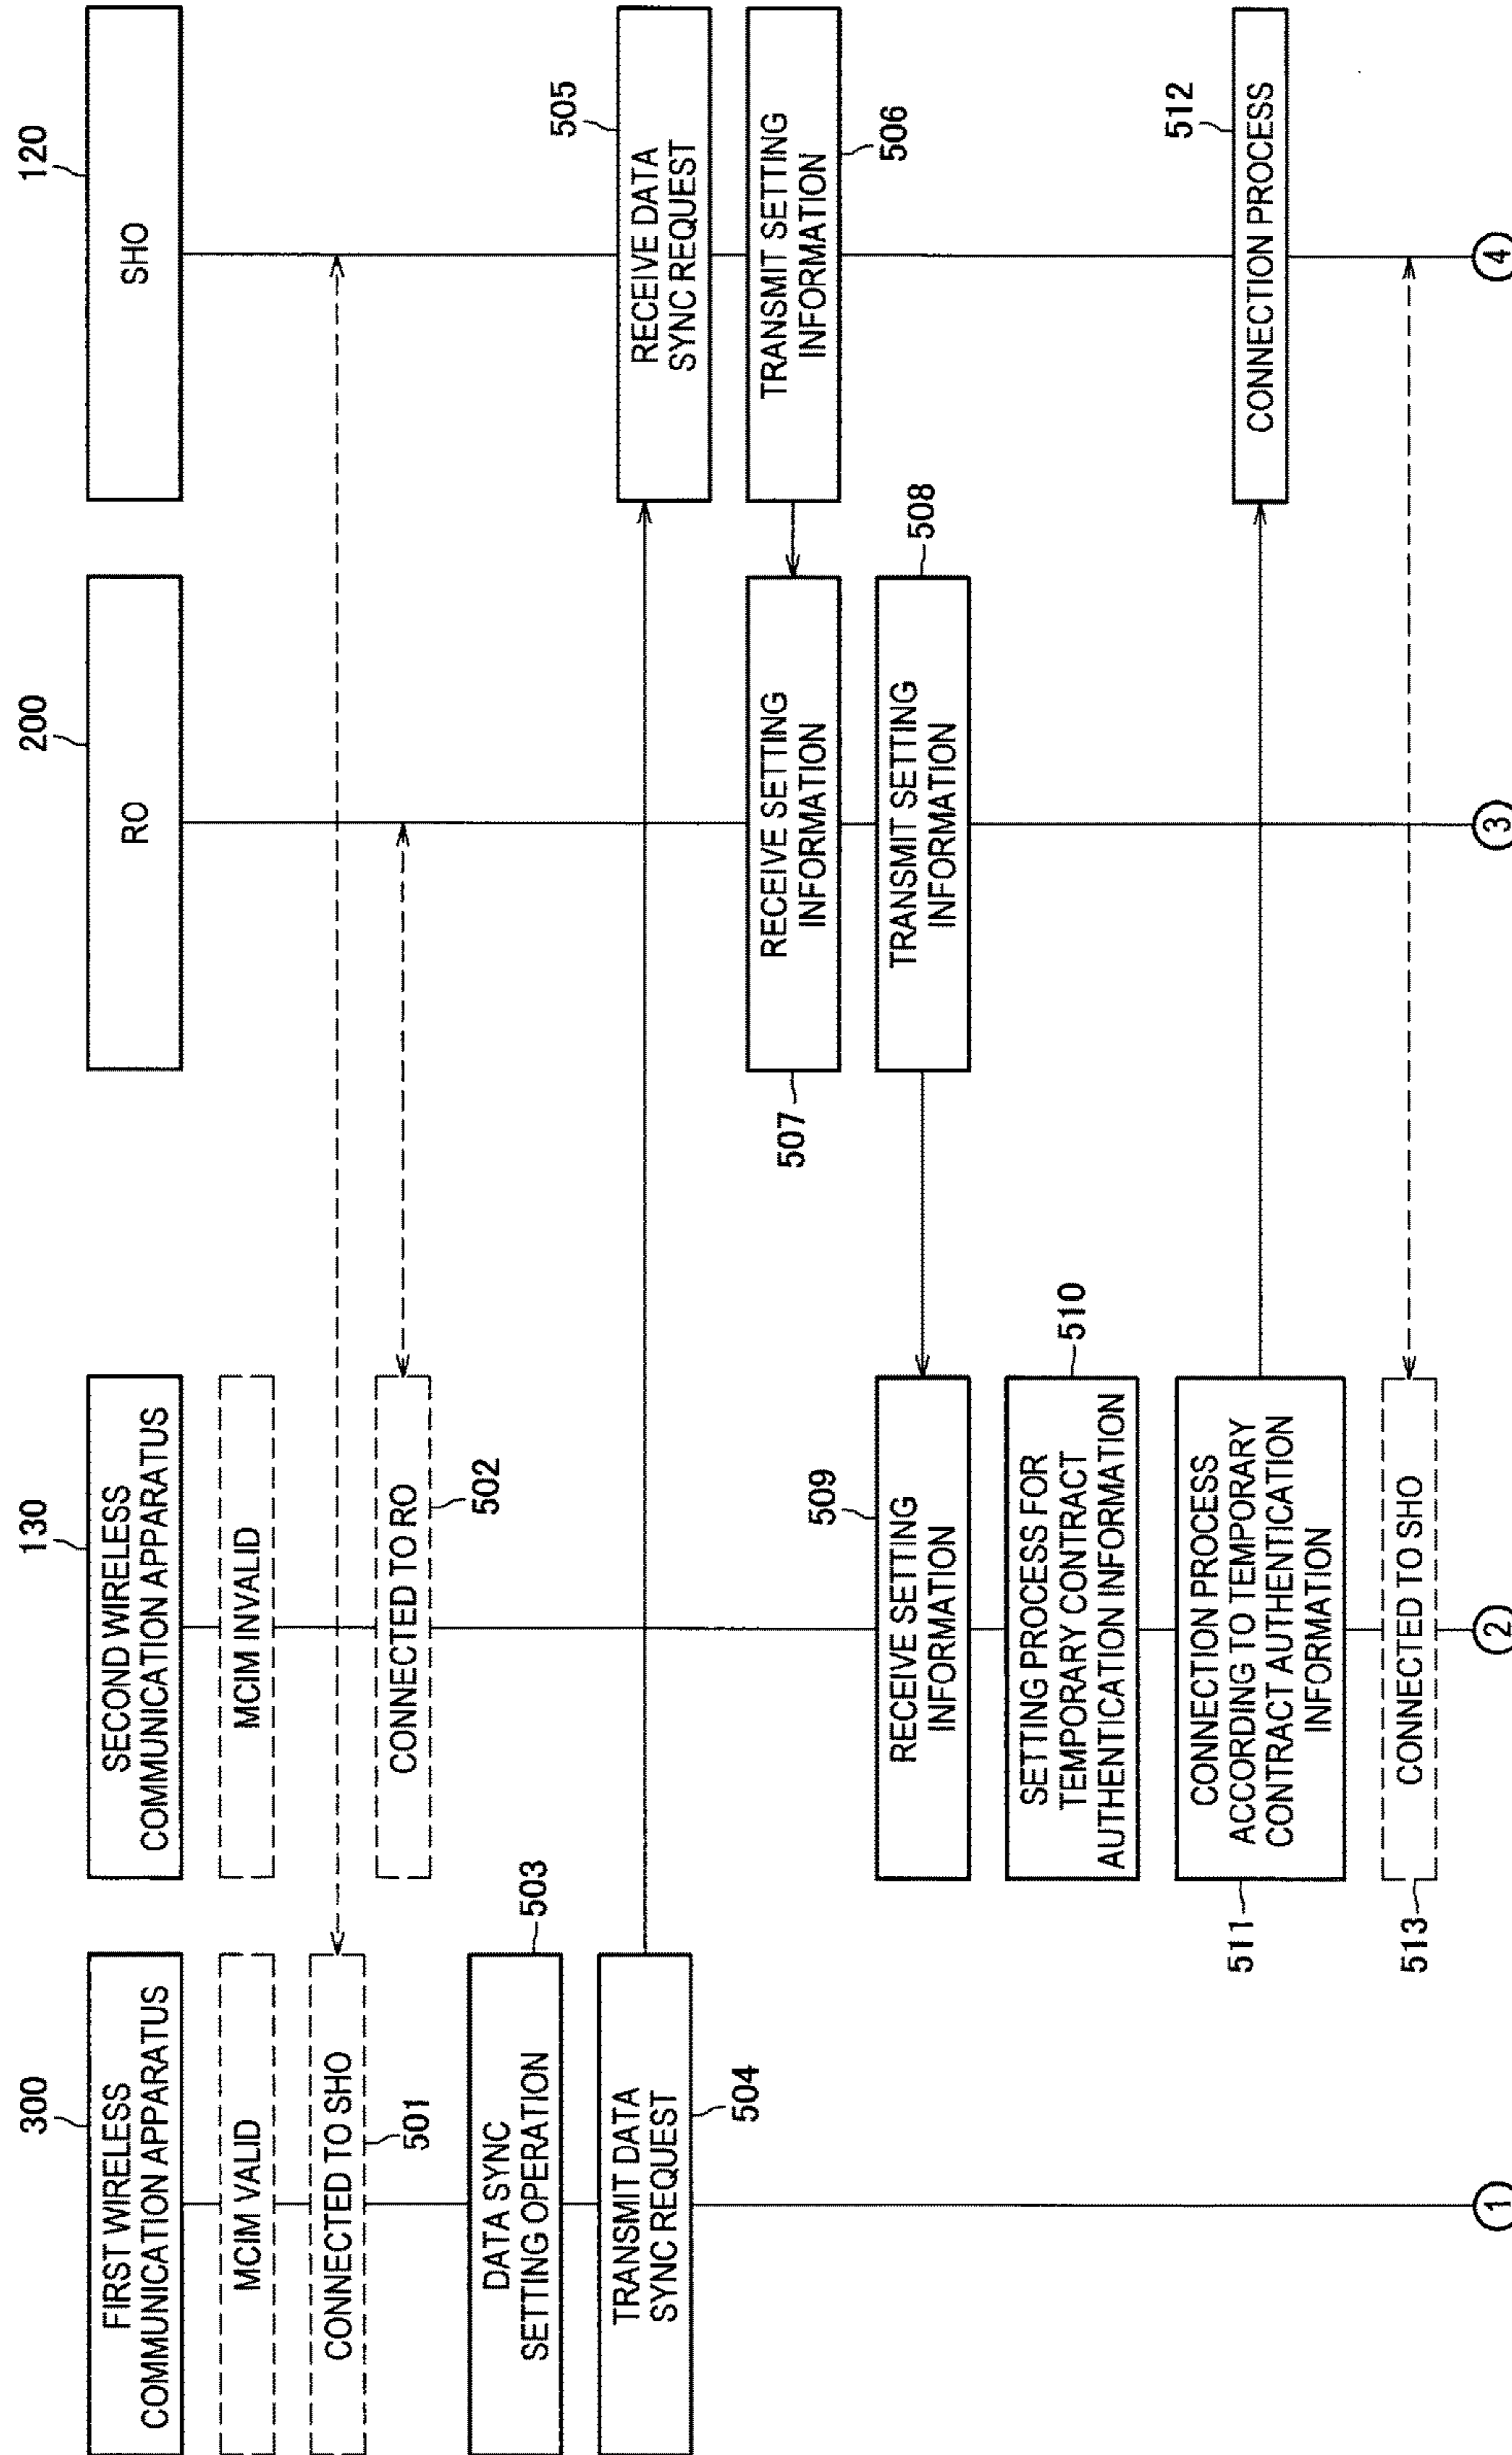 300
FIRST WIRELESS
COMMUNICATION APPARATUS
130
SECOND WIRELESS
COMMUNICATION APPARATUS
200
RO
120
SHO
MCIM VALID
MCIM INVALID
CONNECTED TO SHO
501
CONNECTED TO RO
502
DATA SYNC
SETTING OPERATION
503
TRANSMIT DATA
SYNC REQUEST
504
RECEIVE DATA
SYNC REQUEST
505
TRANSMIT SETTING
INFORMATION
506
RECEIVE SETTING
INFORMATION
507
TRANSMIT SETTING
INFORMATION
508
RECEIVE SETTING
INFORMATION
509
SETTING PROCESS FOR
TEMPORARY CONTRACT
AUTHENTICATION INFORMATION
510
CONNECTION PROCESS
ACCORDING TO TEMPORARY
CONTRACT AUTHENTICATION
INFORMATION
511
CONNECTION PROCESS
512
CONNECTED TO SHO
513
1
2
3
4